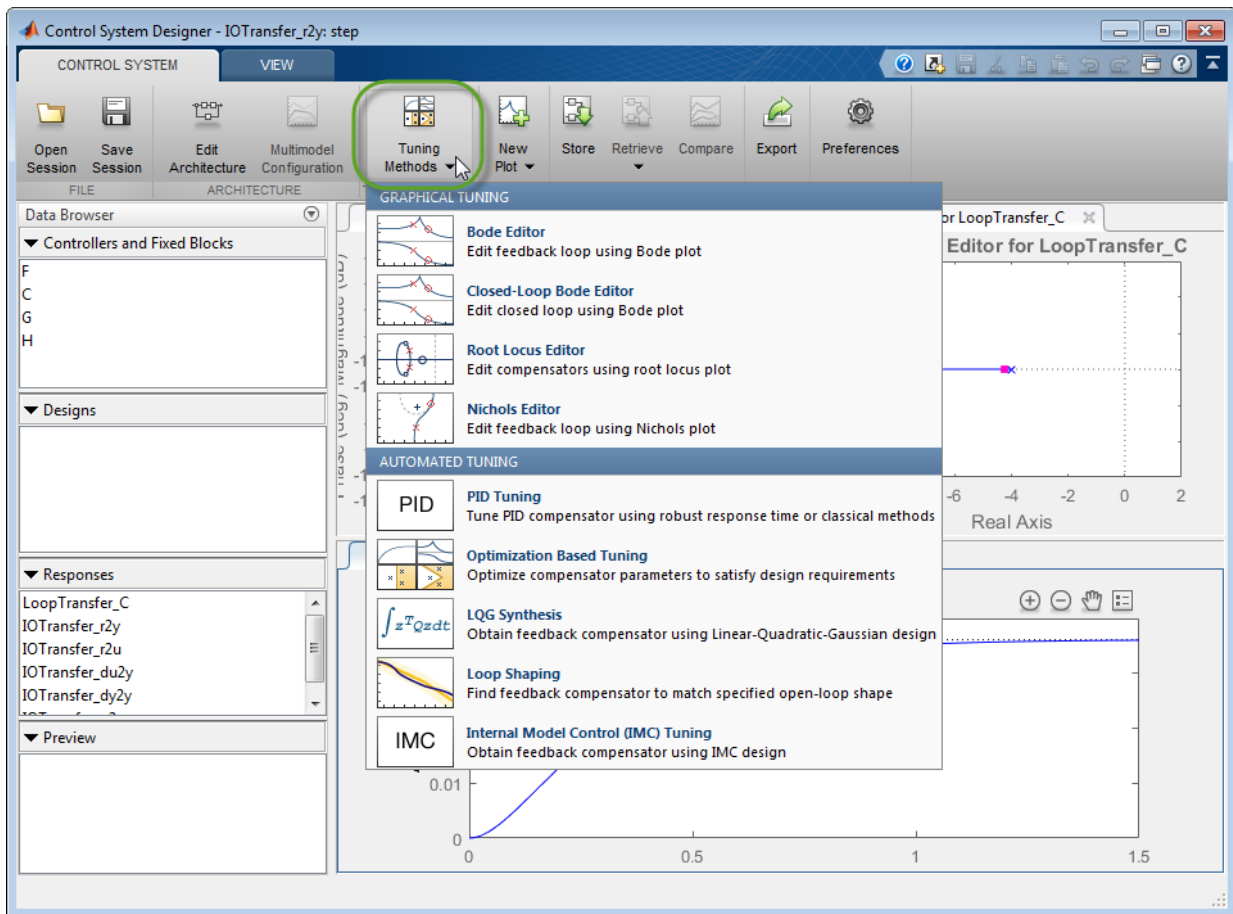 Control System Designer - IOTransfer_r2y: step
CONTROL SYSTEM
VIEW
Open Session
Save Session
Edit Architecture
Multimodel Configuration
Tuning Methods
New Plot
Store
Retrieve
Compare
Export
Preferences
FILE
ARCHITECTURE
Data Browser
Controllers and Fixed Blocks
F
C
G
H
Designs
Responses
LoopTransfer_C
IOTransfer_r2y
IOTransfer_r2u
IOTransfer_du2y
IOTransfer_dy2y
Preview
GRAPHICAL TUNING
Bode Editor
Edit feedback loop using Bode plot
Closed-Loop Bode Editor
Edit closed loop using Bode plot
Root Locus Editor
Edit compensators using root locus plot
Nichols Editor
Edit feedback loop using Nichols plot
AUTOMATED TUNING
PID
PID Tuning
Tune PID compensator using robust response time or classical methods
Optimization Based Tuning
Optimize compensator parameters to satisfy design requirements
∫zᵀQzdt
LQG Synthesis
Obtain feedback compensator using Linear-Quadratic-Gaussian design
Loop Shaping
Find feedback compensator to match specified open-loop shape
IMC
Internal Model Control (IMC) Tuning
Obtain feedback compensator using IMC design
or LoopTransfer_C
Editor for LoopTransfer_C
-6 -4 -2 0 2
Real Axis
0.01
0
0 0.5 1 1.5